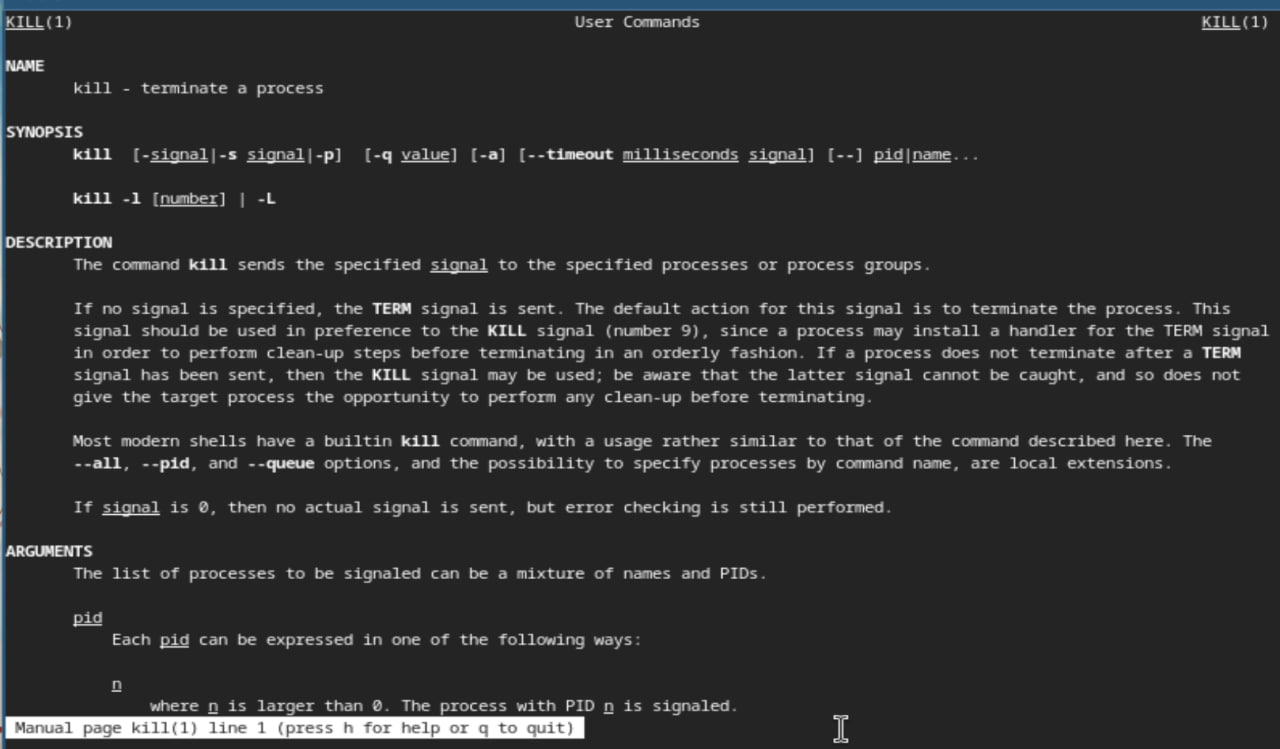 KILL(1) User Commands KILL(1)
NAME
kill - terminate a process
SYNOPSIS
kill [-signal|-s signal|-p] [-q value] [-a] [--timeout milliseconds signal] [--] pid|name...
kill -l [number] | -L
DESCRIPTION
The command kill sends the specified signal to the specified processes or process groups.
If no signal is specified, the TERM signal is sent. The default action for this signal is to terminate the process. This
signal should be used in preference to the KILL signal (number 9), since a process may install a handler for the TERM signal
in order to perform clean-up steps before terminating in an orderly fashion. If a process does not terminate after a TERM
signal has been sent, then the KILL signal may be used; be aware that the latter signal cannot be caught, and so does not
give the target process the opportunity to perform any clean-up before terminating.
Most modern shells have a builtin kill command, with a usage rather similar to that of the command described here. The
--all, --pid, and --queue options, and the possibility to specify processes by command name, are local extensions.
If signal is 0, then no actual signal is sent, but error checking is still performed.
ARGUMENTS
The list of processes to be signaled can be a mixture of names and PIDs.
pid
Each pid can be expressed in one of the following ways:
n
where n is larger than 0. The process with PID n is signaled.
Manual page kill(1) line 1 (press h for help or q to quit)